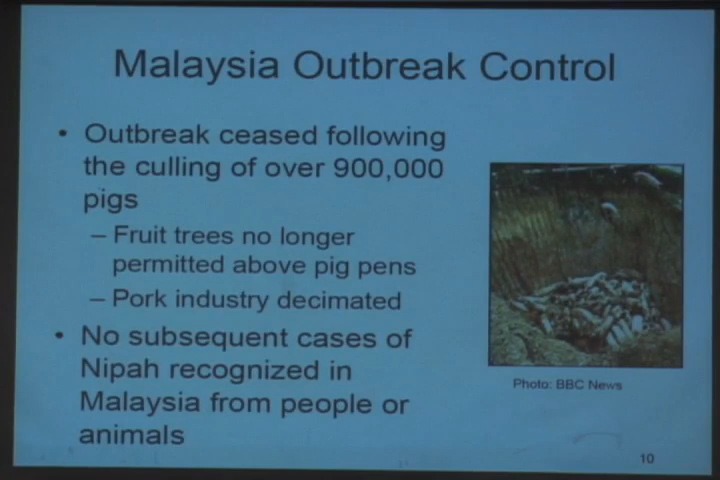 Malaysia Outbreak Control
• Outbreak ceased following
the culling of over 900,000
pigs
– Fruit trees no longer
permitted above pig pens
– Pork industry decimated
• No subsequent cases of
Nipah recognized in
Malaysia from people or
animals
Photo: BBC News
10